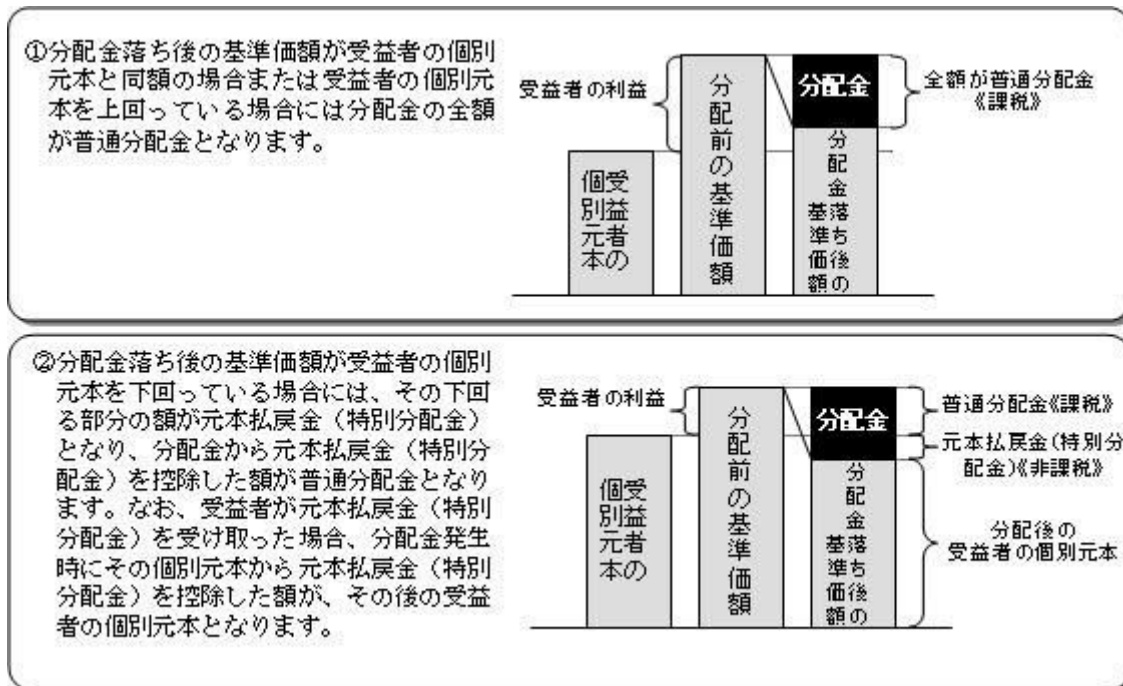 ①分配金落ち後の基準価額が受益者の個別
元本と同額の場合または受益者の個別元
本を上回っている場合には分配金の全額
が普通分配金となります。
受益者の利益
受益者の
個別元本
分配前の基準価額
分配金
分配金落ち後の
基準価額
全額が普通分配金
《課税》
②分配金落ち後の基準価額が受益者の個別
元本を下回っている場合には、その下回
る部分の額が元本払戻金（特別分配金）
となり、分配金から元本払戻金（特別分
配金）を控除した額が普通分配金となり
ます。なお、受益者が元本払戻金（特別
分配金）を受け取った場合、分配金発生
時にその個別元本から元本払戻金（特別
分配金）を控除した額が、その後の受益
者の個別元本となります。
受益者の利益
受益者の
個別元本
分配前の基準価額
分配金
分配金落ち後の
基準価額
普通分配金《課税》
元本払戻金(特別分
配金)《非課税》
分配後の
受益者の個別元本